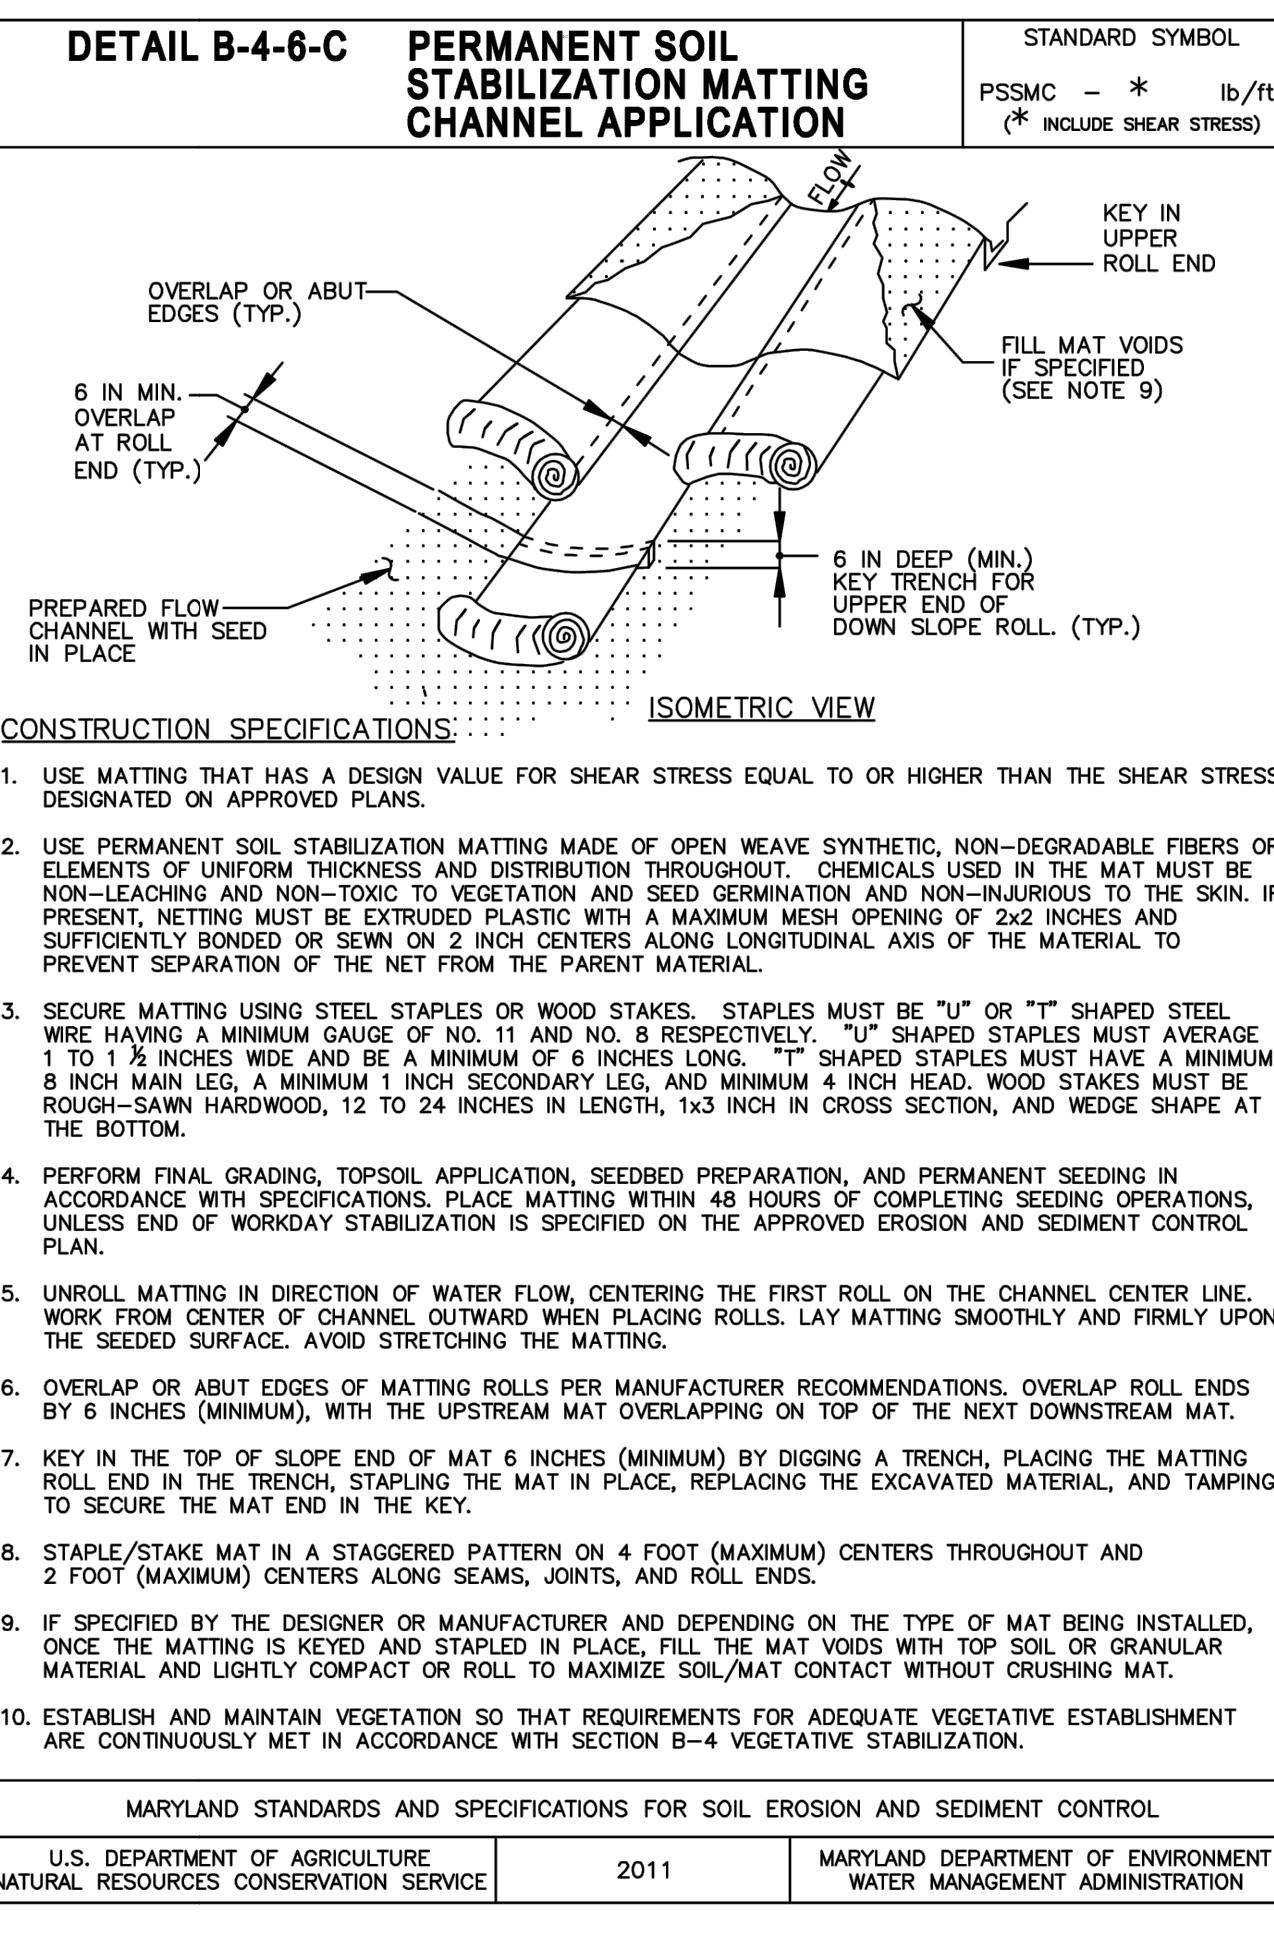 DETAIL B-4-6-C PERMANENT SOIL
STABILIZATION MATTING
CHANNEL APPLICATION
STANDARD SYMBOL
PSSMC – * lb/ft
(* INCLUDE SHEAR STRESS)
FLOW
KEY IN
UPPER
ROLL END
OVERLAP OR ABUT
EDGES (TYP.)
FILL MAT VOIDS
IF SPECIFIED
(SEE NOTE 9)
6 IN MIN.
OVERLAP
AT ROLL
END (TYP.)
6 IN DEEP (MIN.)
KEY TRENCH FOR
UPPER END OF
DOWN SLOPE ROLL. (TYP.)
PREPARED FLOW
CHANNEL WITH SEED
IN PLACE
ISOMETRIC VIEW
CONSTRUCTION SPECIFICATIONS:
1. USE MATTING THAT HAS A DESIGN VALUE FOR SHEAR STRESS EQUAL TO OR HIGHER THAN THE SHEAR STRESS
DESIGNATED ON APPROVED PLANS.
2. USE PERMANENT SOIL STABILIZATION MATTING MADE OF OPEN WEAVE SYNTHETIC, NON–DEGRADABLE FIBERS OR
ELEMENTS OF UNIFORM THICKNESS AND DISTRIBUTION THROUGHOUT. CHEMICALS USED IN THE MAT MUST BE
NON–LEACHING AND NON–TOXIC TO VEGETATION AND SEED GERMINATION AND NON–INJURIOUS TO THE SKIN. IF
PRESENT, NETTING MUST BE EXTRUDED PLASTIC WITH A MAXIMUM MESH OPENING OF 2x2 INCHES AND
SUFFICIENTLY BONDED OR SEWN ON 2 INCH CENTERS ALONG LONGITUDINAL AXIS OF THE MATERIAL TO
PREVENT SEPARATION OF THE NET FROM THE PARENT MATERIAL.
3. SECURE MATTING USING STEEL STAPLES OR WOOD STAKES. STAPLES MUST BE "U" OR "T" SHAPED STEEL
WIRE HAVING A MINIMUM GAUGE OF NO. 11 AND NO. 8 RESPECTIVELY. "U" SHAPED STAPLES MUST AVERAGE
1 TO 1 ½ INCHES WIDE AND BE A MINIMUM OF 6 INCHES LONG. "T" SHAPED STAPLES MUST HAVE A MINIMUM
8 INCH MAIN LEG, A MINIMUM 1 INCH SECONDARY LEG, AND MINIMUM 4 INCH HEAD. WOOD STAKES MUST BE
ROUGH–SAWN HARDWOOD, 12 TO 24 INCHES IN LENGTH, 1x3 INCH IN CROSS SECTION, AND WEDGE SHAPE AT
THE BOTTOM.
4. PERFORM FINAL GRADING, TOPSOIL APPLICATION, SEEDBED PREPARATION, AND PERMANENT SEEDING IN
ACCORDANCE WITH SPECIFICATIONS. PLACE MATTING WITHIN 48 HOURS OF COMPLETING SEEDING OPERATIONS,
UNLESS END OF WORKDAY STABILIZATION IS SPECIFIED ON THE APPROVED EROSION AND SEDIMENT CONTROL
PLAN.
5. UNROLL MATTING IN DIRECTION OF WATER FLOW, CENTERING THE FIRST ROLL ON THE CHANNEL CENTER LINE.
WORK FROM CENTER OF CHANNEL OUTWARD WHEN PLACING ROLLS. LAY MATTING SMOOTHLY AND FIRMLY UPON
THE SEEDED SURFACE. AVOID STRETCHING THE MATTING.
6. OVERLAP OR ABUT EDGES OF MATTING ROLLS PER MANUFACTURER RECOMMENDATIONS. OVERLAP ROLL ENDS
BY 6 INCHES (MINIMUM), WITH THE UPSTREAM MAT OVERLAPPING ON TOP OF THE NEXT DOWNSTREAM MAT.
7. KEY IN THE TOP OF SLOPE END OF MAT 6 INCHES (MINIMUM) BY DIGGING A TRENCH, PLACING THE MATTING
ROLL END IN THE TRENCH, STAPLING THE MAT IN PLACE, REPLACING THE EXCAVATED MATERIAL, AND TAMPING
TO SECURE THE MAT END IN THE KEY.
8. STAPLE/STAKE MAT IN A STAGGERED PATTERN ON 4 FOOT (MAXIMUM) CENTERS THROUGHOUT AND
2 FOOT (MAXIMUM) CENTERS ALONG SEAMS, JOINTS, AND ROLL ENDS.
9. IF SPECIFIED BY THE DESIGNER OR MANUFACTURER AND DEPENDING ON THE TYPE OF MAT BEING INSTALLED,
ONCE THE MATTING IS KEYED AND STAPLED IN PLACE, FILL THE MAT VOIDS WITH TOP SOIL OR GRANULAR
MATERIAL AND LIGHTLY COMPACT OR ROLL TO MAXIMIZE SOIL/MAT CONTACT WITHOUT CRUSHING MAT.
10. ESTABLISH AND MAINTAIN VEGETATION SO THAT REQUIREMENTS FOR ADEQUATE VEGETATIVE ESTABLISHMENT
ARE CONTINUOUSLY MET IN ACCORDANCE WITH SECTION B–4 VEGETATIVE STABILIZATION.
MARYLAND STANDARDS AND SPECIFICATIONS FOR SOIL EROSION AND SEDIMENT CONTROL
U.S. DEPARTMENT OF AGRICULTURE
NATURAL RESOURCES CONSERVATION SERVICE
2011
MARYLAND DEPARTMENT OF ENVIRONMENT
WATER MANAGEMENT ADMINISTRATION